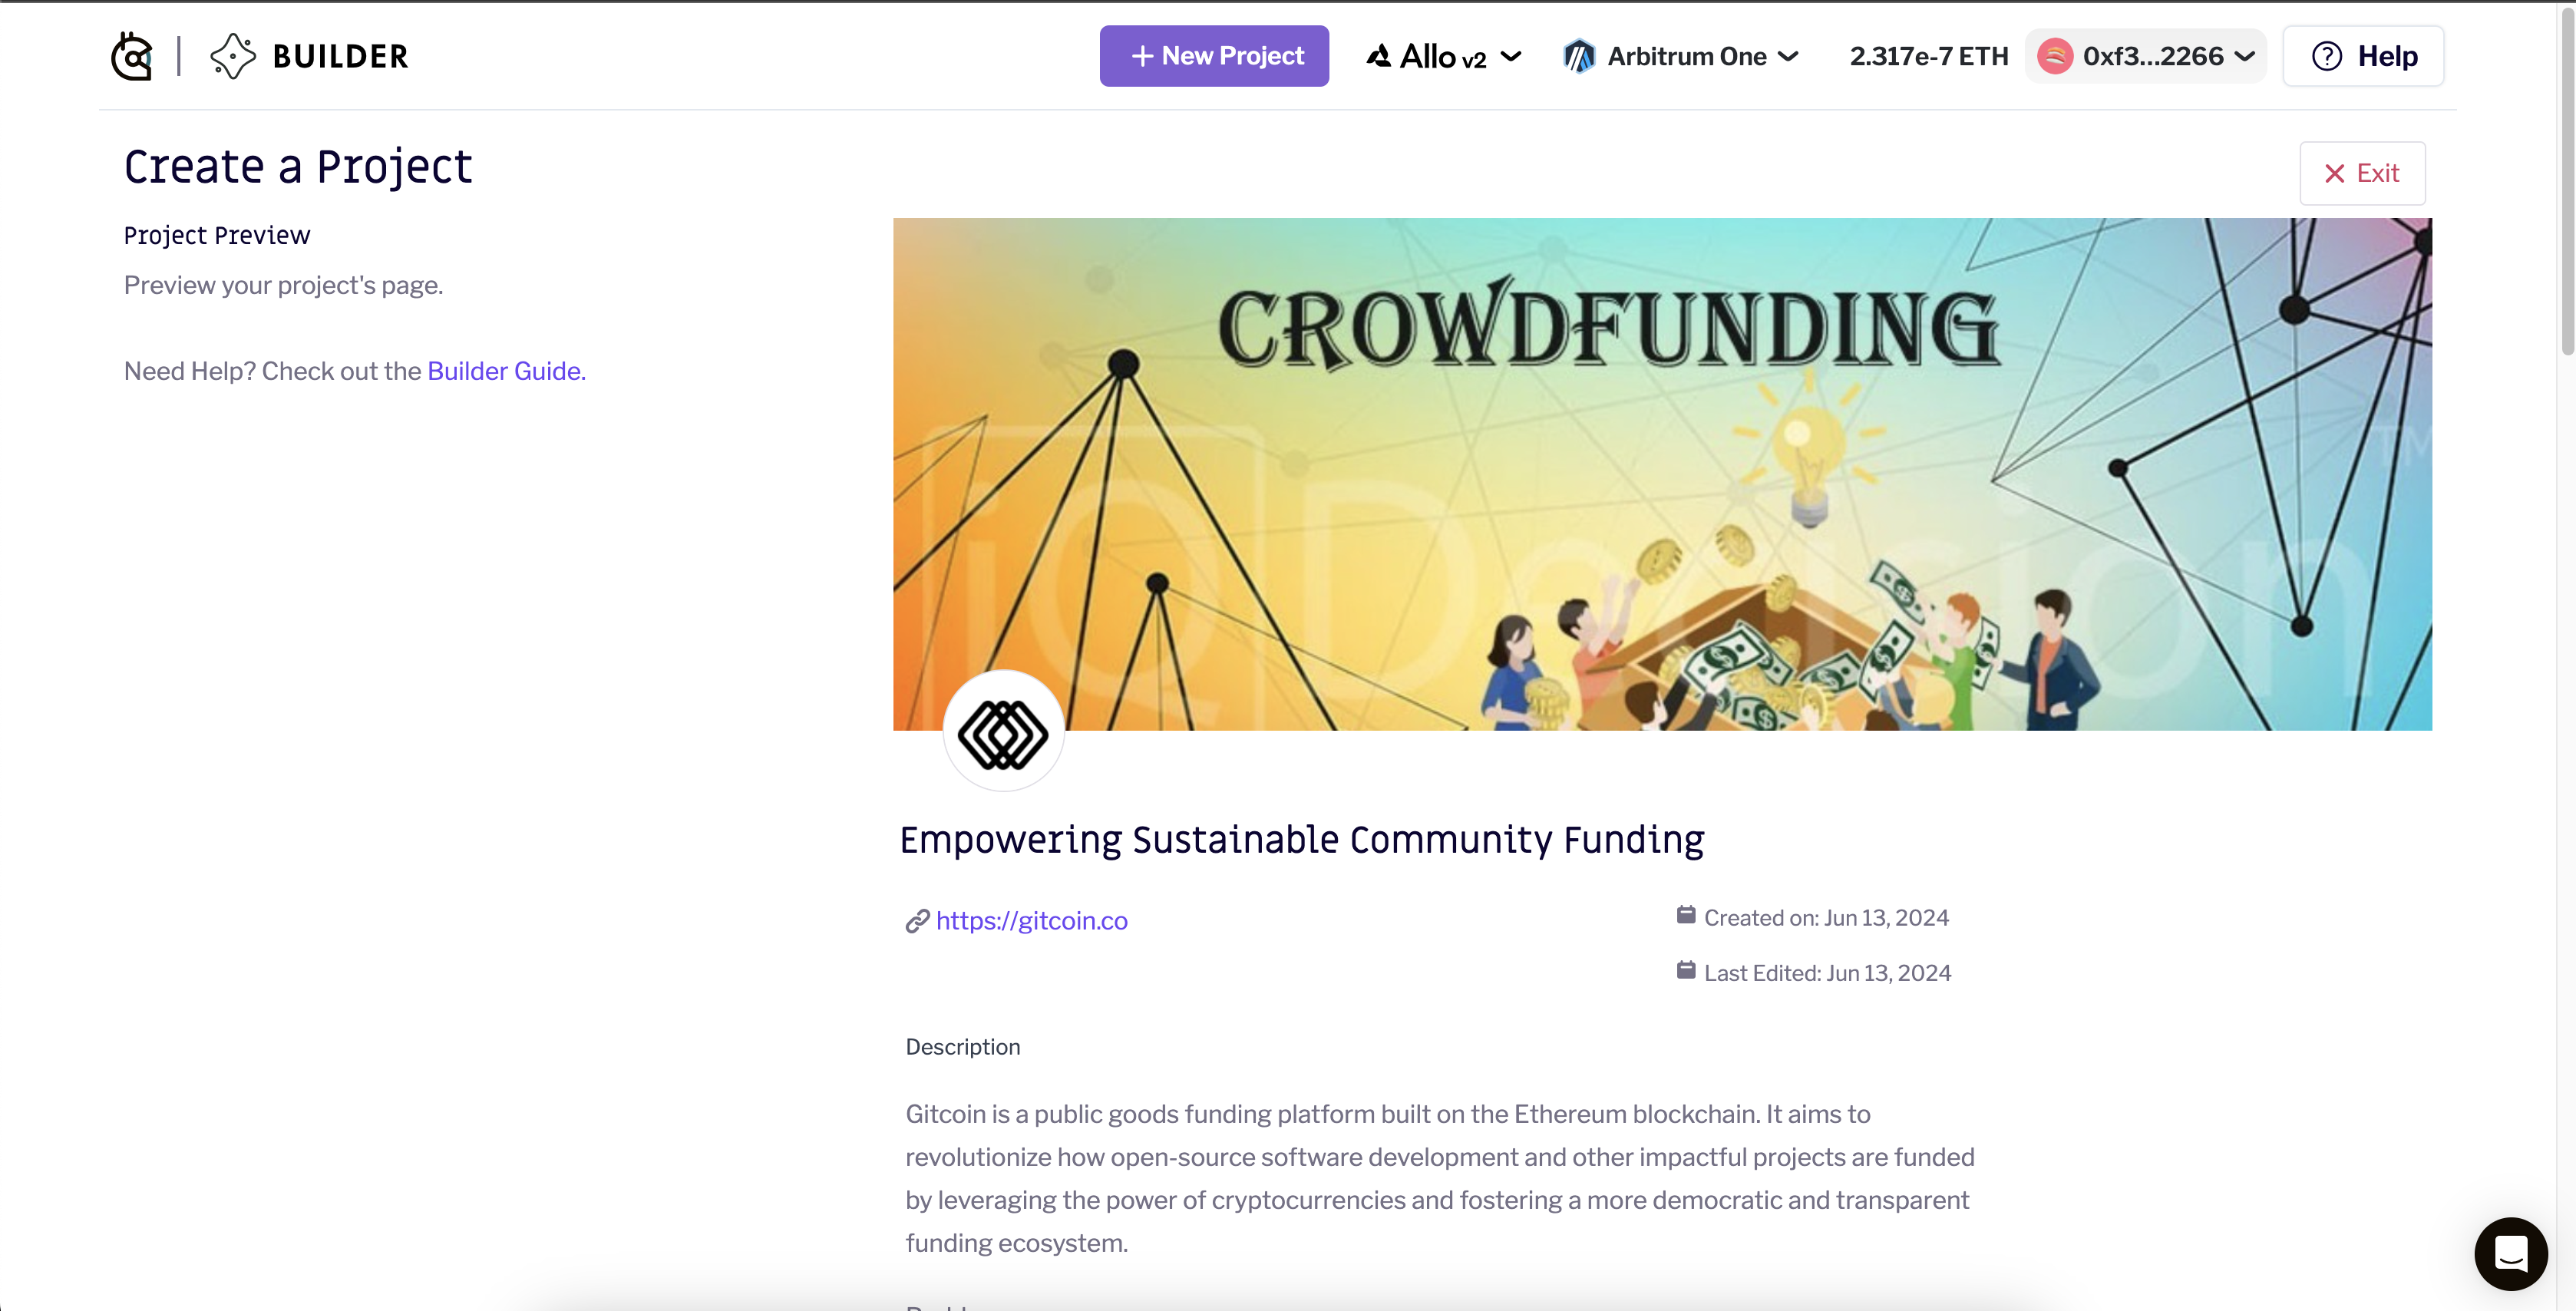 BUILDER
+ New Project
Allo v2
Arbitrum One
2.317e-7 ETH
0xf3...2266
Help
Create a Project
Exit
Project Preview
Preview your project's page.
Need Help? Check out the Builder Guide.
CROWDFUNDING
iQDecision
TM
Empowering Sustainable Community Funding
https://gitcoin.co
Created on: Jun 13, 2024
Last Edited: Jun 13, 2024
Description
Gitcoin is a public goods funding platform built on the Ethereum blockchain. It aims to
revolutionize how open-source software development and other impactful projects are funded
by leveraging the power of cryptocurrencies and fostering a more democratic and transparent
funding ecosystem.